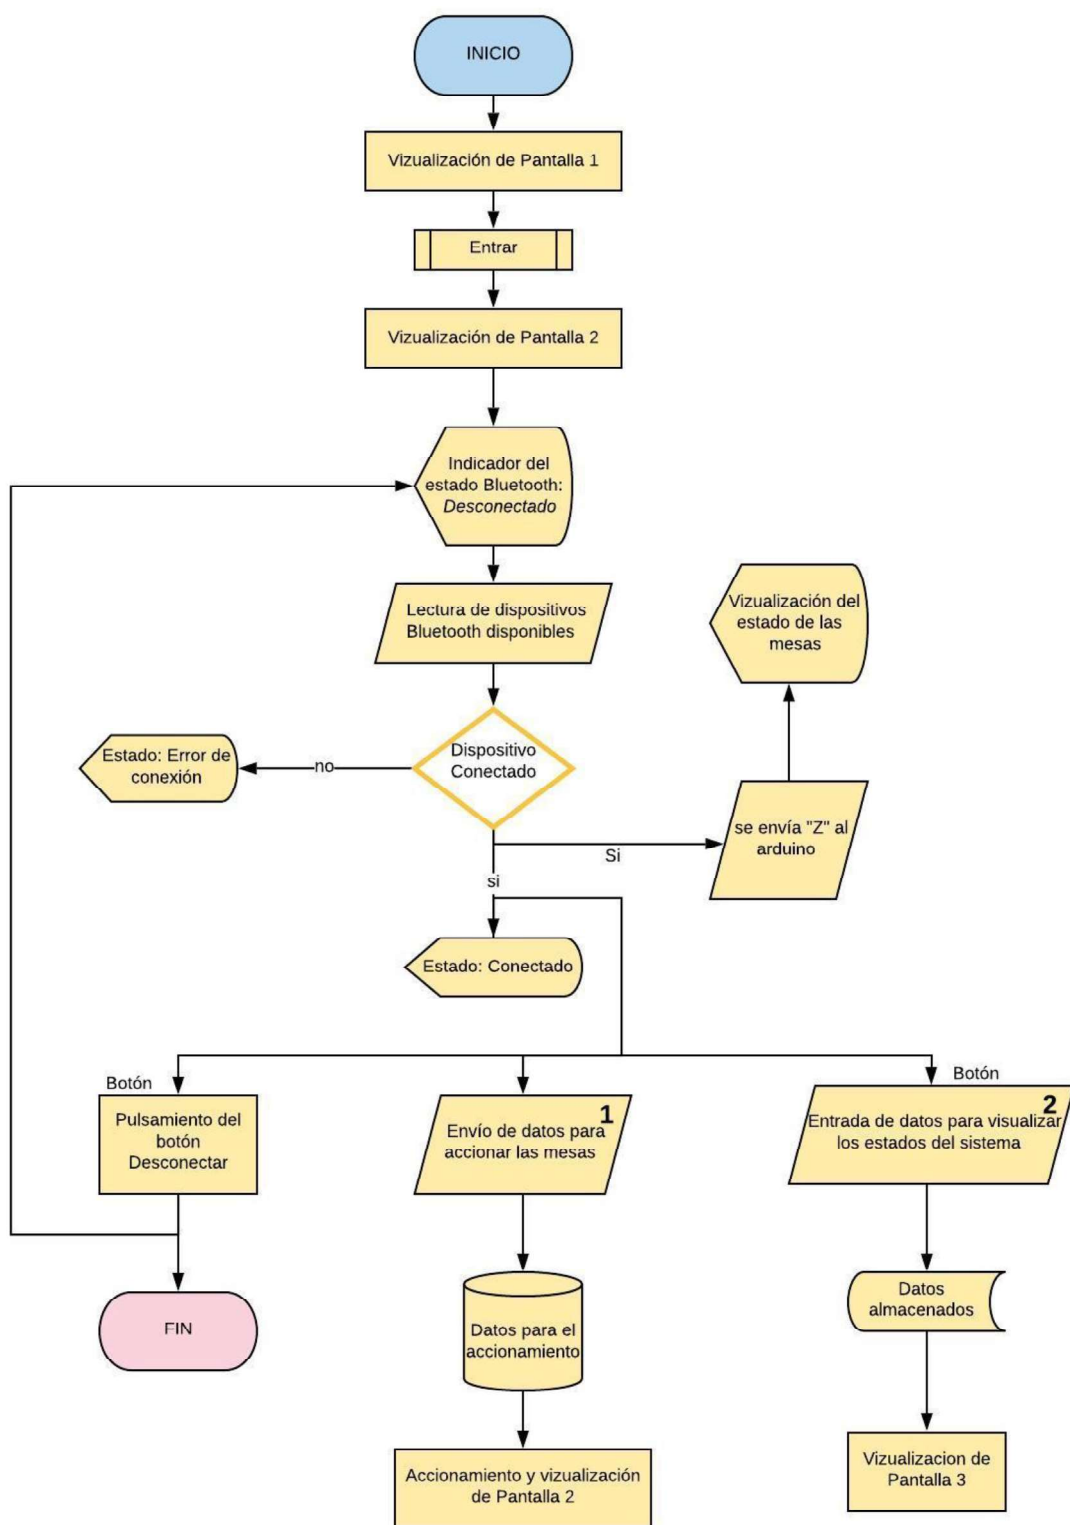 INICIO
Vizualización de Pantalla 1
Entrar
Vizualización de Pantalla 2
Indicador del
estado Bluetooth:
Desconectado
Lectura de dispositivos
Bluetooth disponibles
Vizualización del
estado de las
mesas
Dispositivo
Conectado
no
Estado: Error de
conexión
se envía "Z" al
arduino
Si
si
Estado: Conectado
Botón
Pulsamiento del
botón
Desconectar
1
Envío de datos para
accionar las mesas
Botón
2
Entrada de datos para visualizar
los estados del sistema
FIN
Datos para el
accionamiento
Datos
almacenados
Accionamiento y vizualización
de Pantalla 2
Vizualizacion de
Pantalla 3